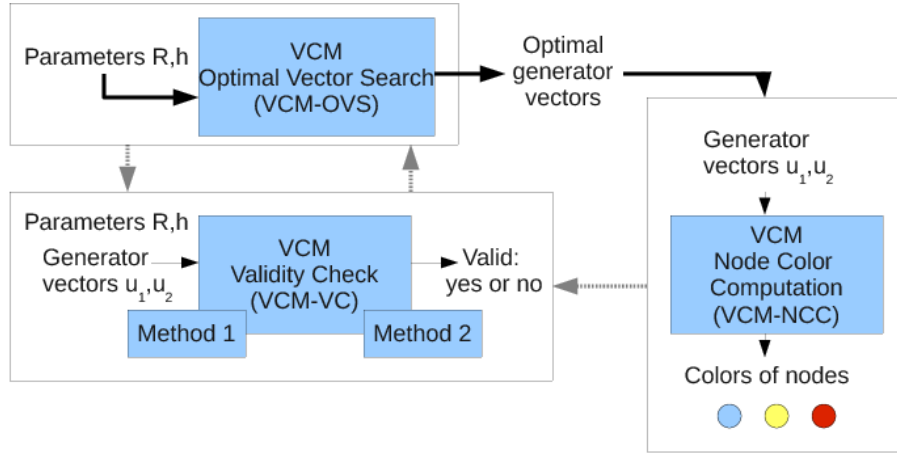 Parameters R,h
VCM
Optimal Vector Search
(VCM-OVS)
Optimal
generator
vectors
Generator
vectors u1,u2
VCM
Node Color
Computation
(VCM-NCC)
Colors of nodes
Parameters R,h
Generator
vectors u1,u2
VCM
Validity Check
(VCM-VC)
Method 1
Method 2
Valid:
yes or no